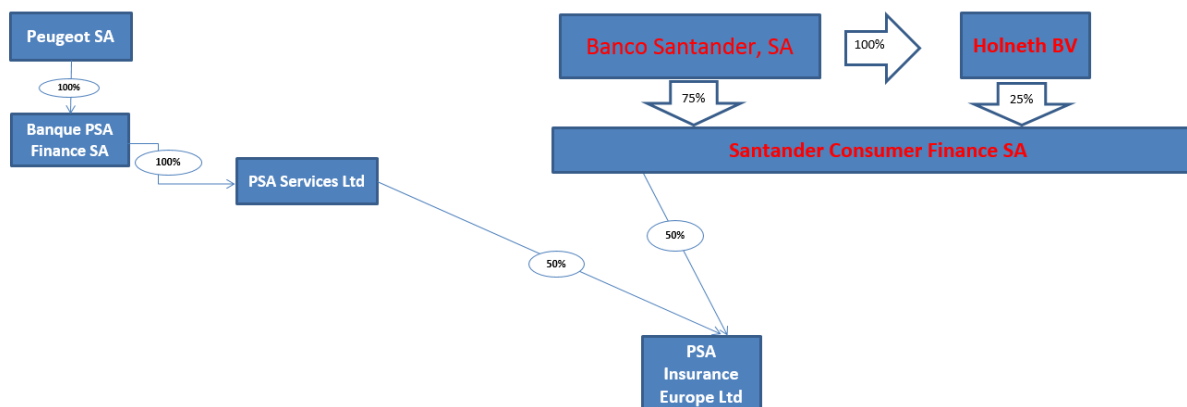 Peugeot SA
Banco Santander, SA
100%
Holneth BV
100%
75%
25%
Banque PSA
Finance SA
100%
Santander Consumer Finance SA
PSA Services Ltd
50%
50%
PSA
Insurance
Europe Ltd